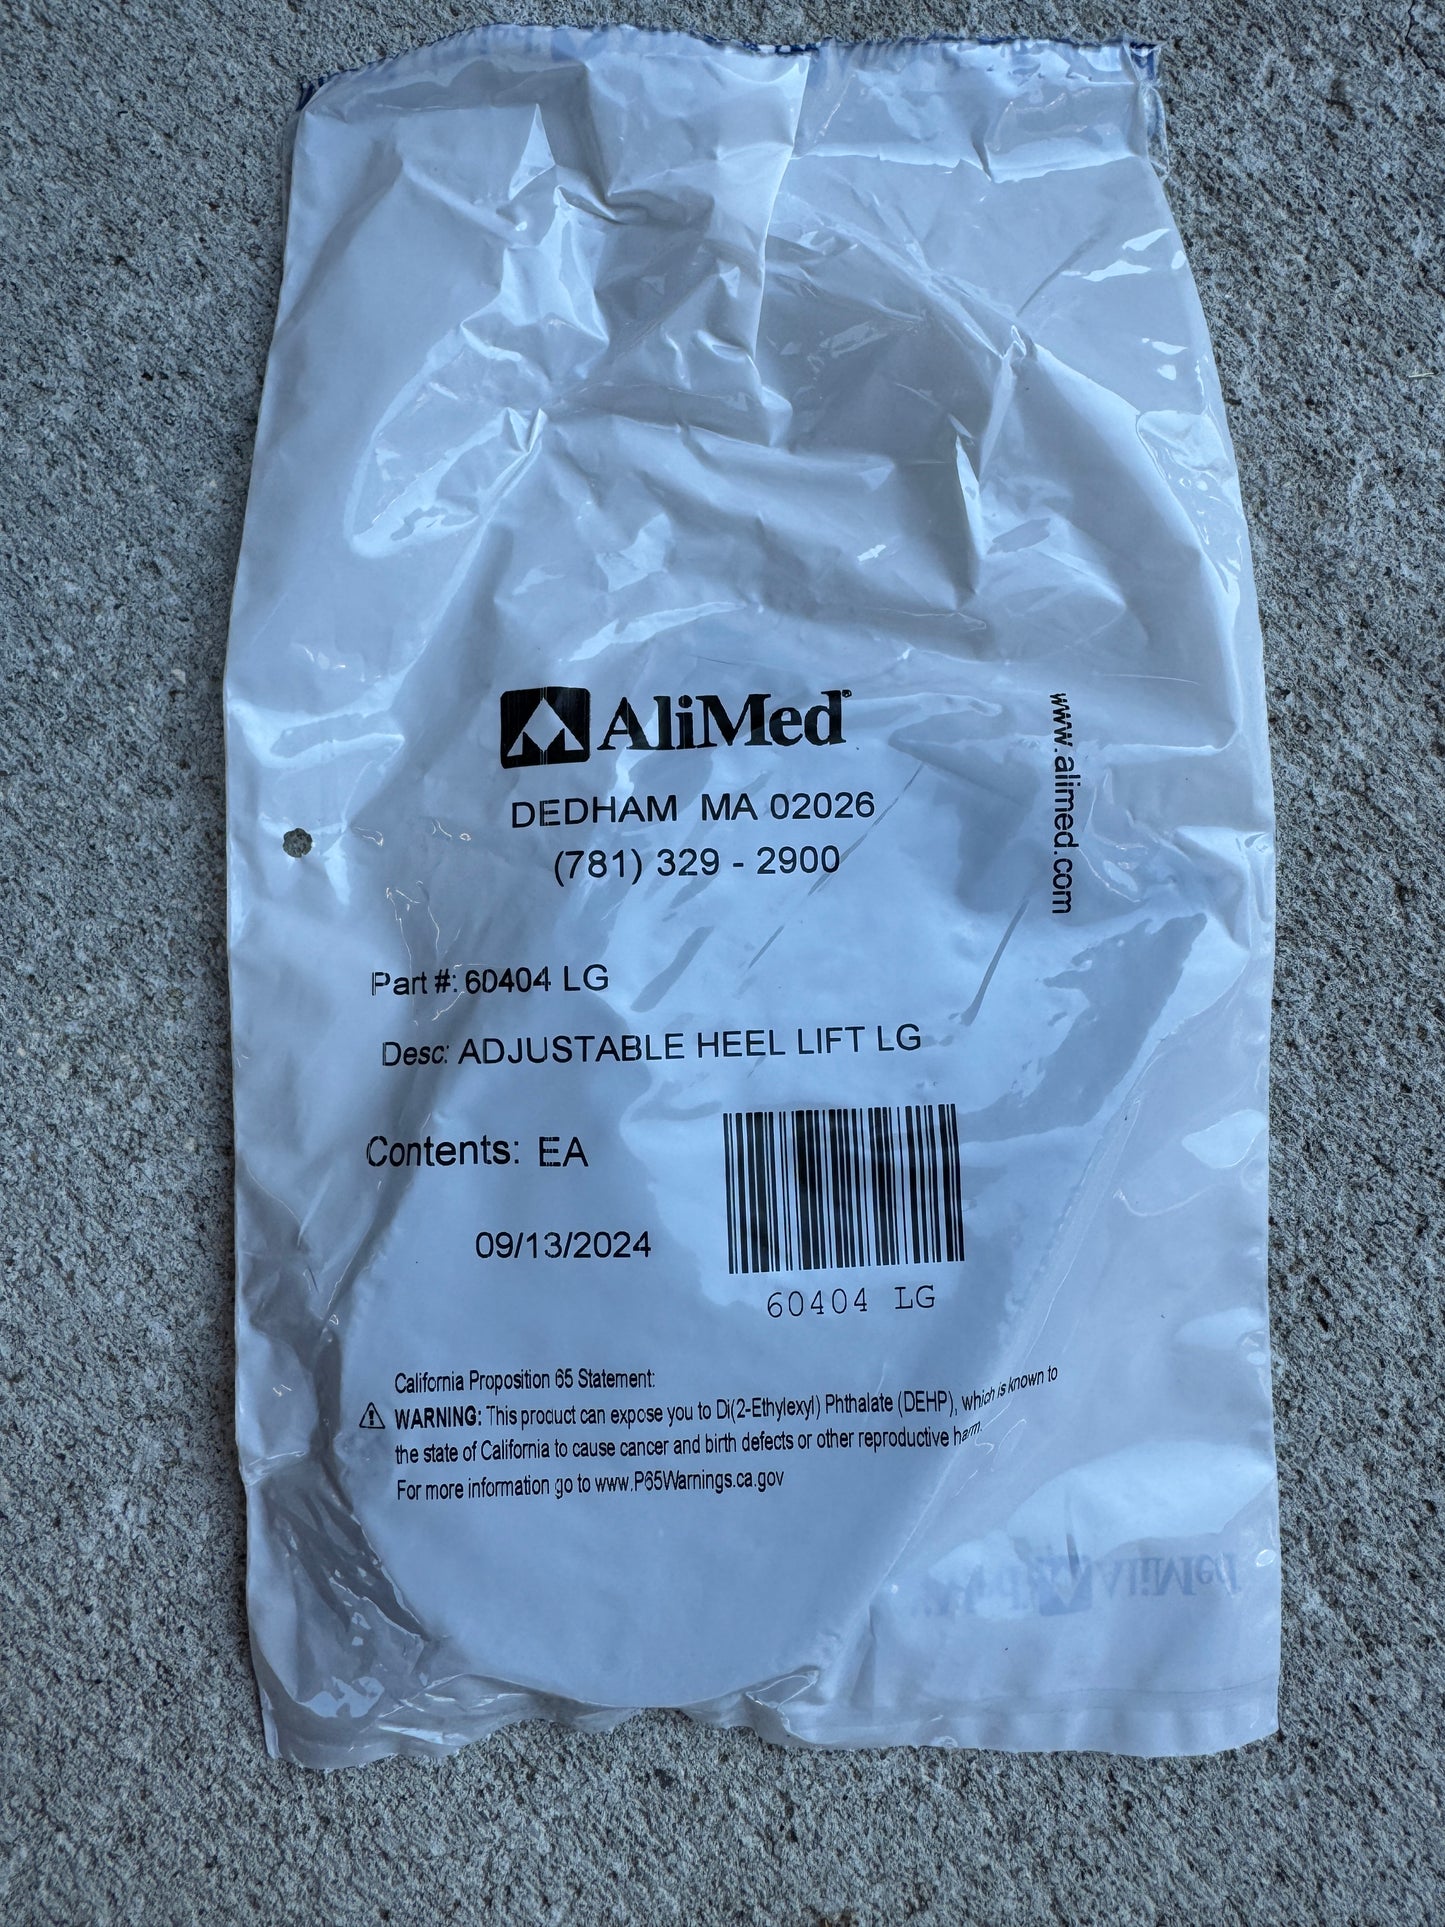 AliMed®
DEDHAM MA 02026
(781) 329 - 2900
www.alimed.com
Part #: 60404 LG
Desc: ADJUSTABLE HEEL LIFT LG
Contents: EA
09/13/2024
60404 LG
California Proposition 65 Statement:
WARNING: This product can expose you to Di(2-Ethylexyl) Phthalate (DEHP), which is known to
the state of California to cause cancer and birth defects or other reproductive harm.
For more information go to www.P65Warnings.ca.gov
AliMed